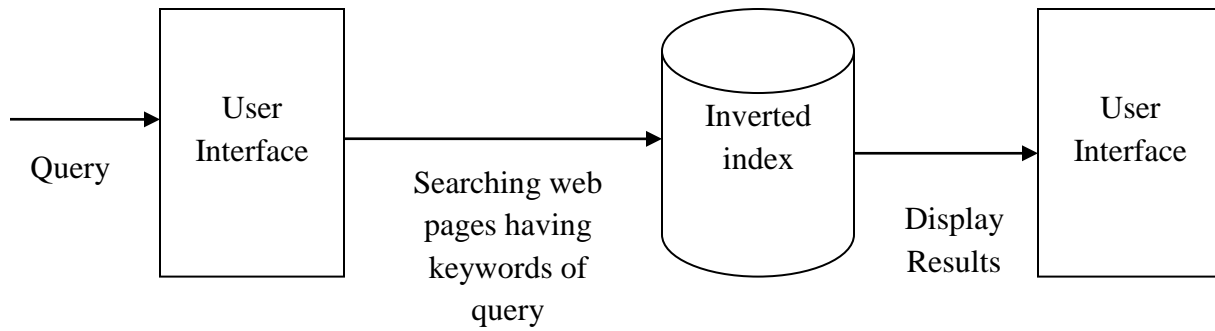 Query
User
Interface
Searching web
pages having
keywords of
query
Inverted
index
Display
Results
User
Interface